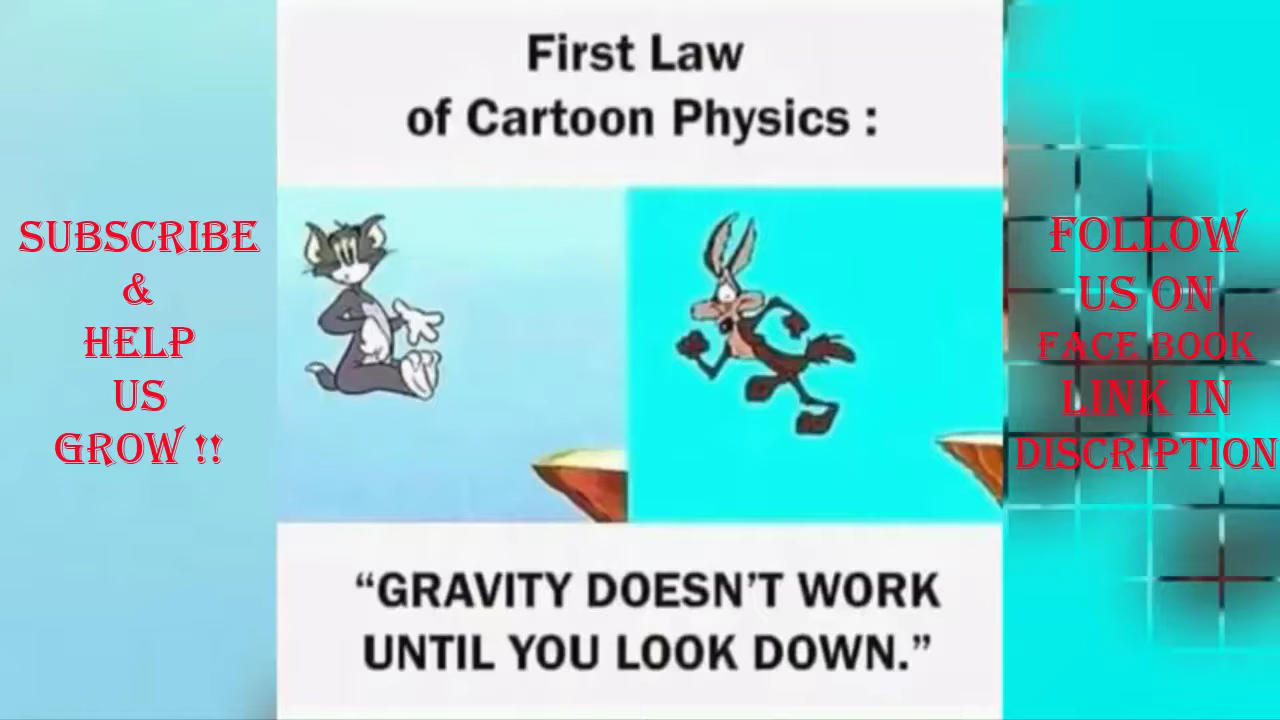 First Law
of Cartoon Physics :
SUBSCRIBE
&
HELP
US
GROW !!
FOLLOW
US ON
FACE BOOK
LINK IN
DISCRIPTION
“GRAVITY DOESN’T WORK
UNTIL YOU LOOK DOWN.”